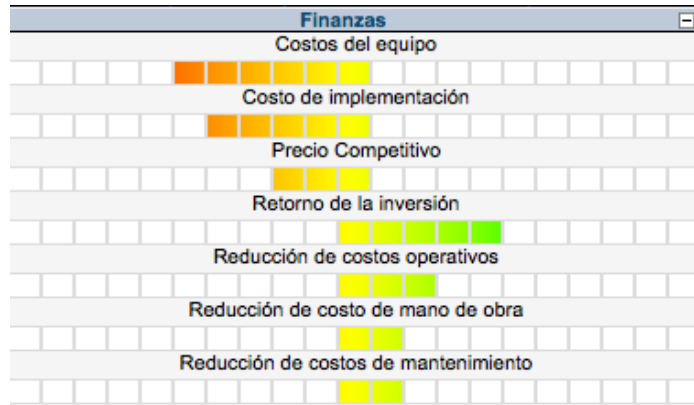 Finanzas
Costos del equipo
Costo de implementación
Precio Competitivo
Retorno de la inversión
Reducción de costos operativos
Reducción de costo de mano de obra
Reducción de costos de mantenimiento